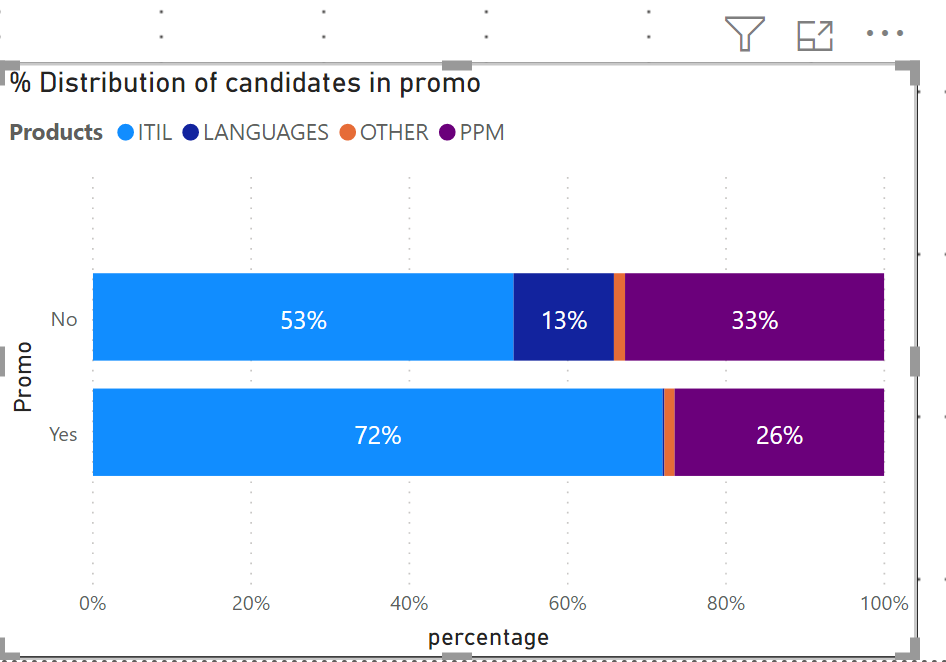 % Distribution of candidates in promo
Products ITIL LANGUAGES OTHER PPM
No 53% 13% 33%
Promo
Yes 72% 26%
0% 20% 40% 60% 80% 100%
percentage